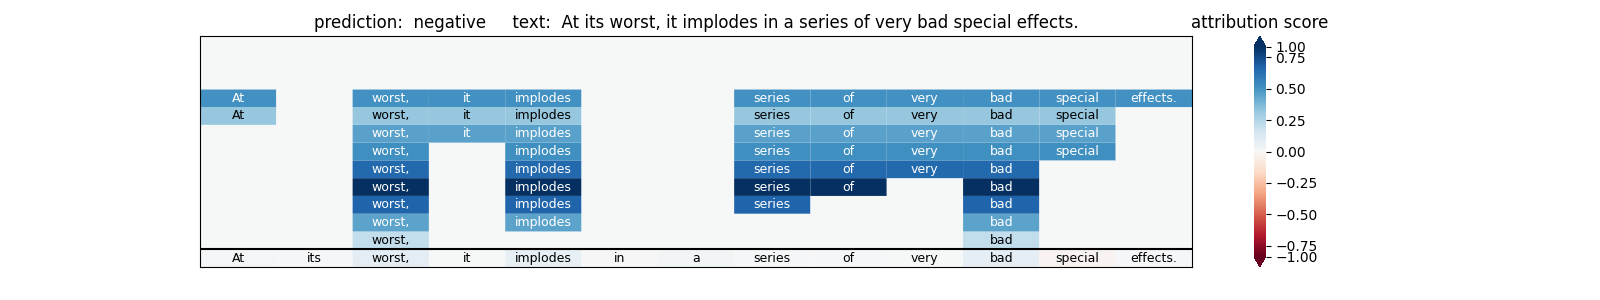 prediction: negative text: At its worst, it implodes in a series of very bad special effects. attribution score
At worst, it implodes series of very bad special effects.
At worst, it implodes series of very bad special
worst, it implodes series of very bad special
worst, implodes series of very bad special
worst, implodes series of very bad
worst, implodes series of bad
worst, implodes series bad
worst, implodes bad
worst, bad
At its worst, it implodes in a series of very bad special effects.
1.00
0.75
0.50
0.25
0.00
−0.25
−0.50
−0.75
−1.00